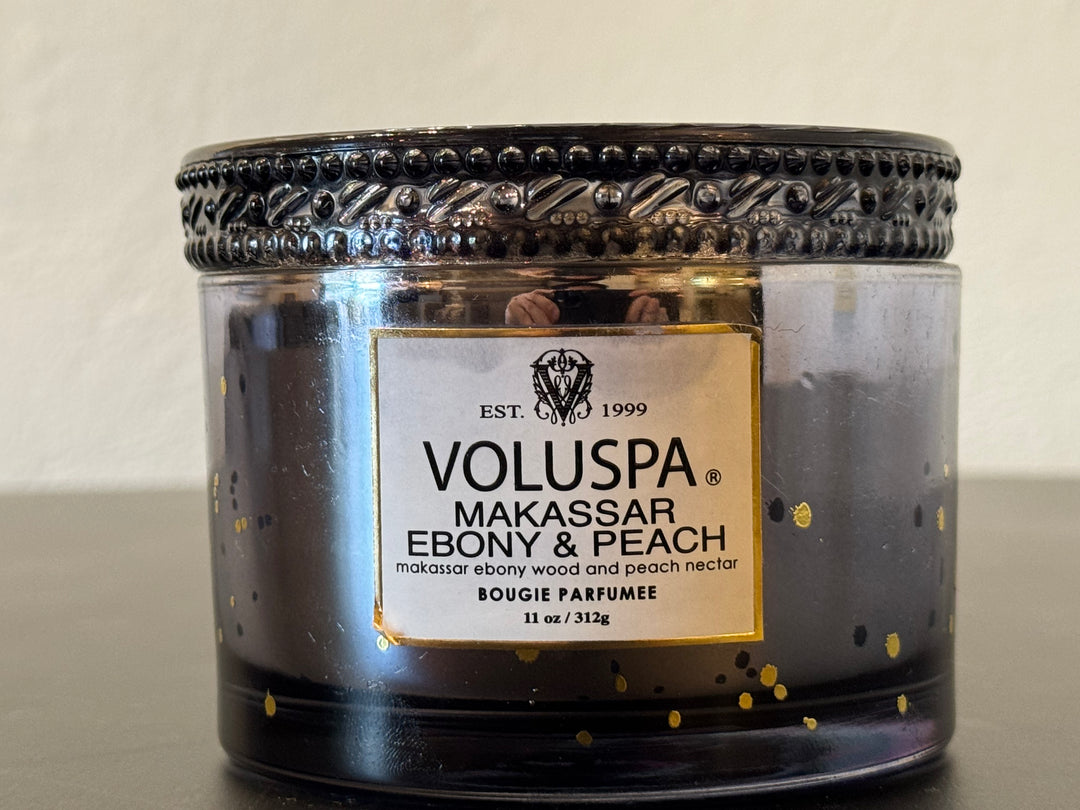 EST. 1999
VOLUSPA®
MAKASSAR
EBONY & PEACH
makassar ebony wood and peach nectar
BOUGIE PARFUMEE
11 oz / 312g